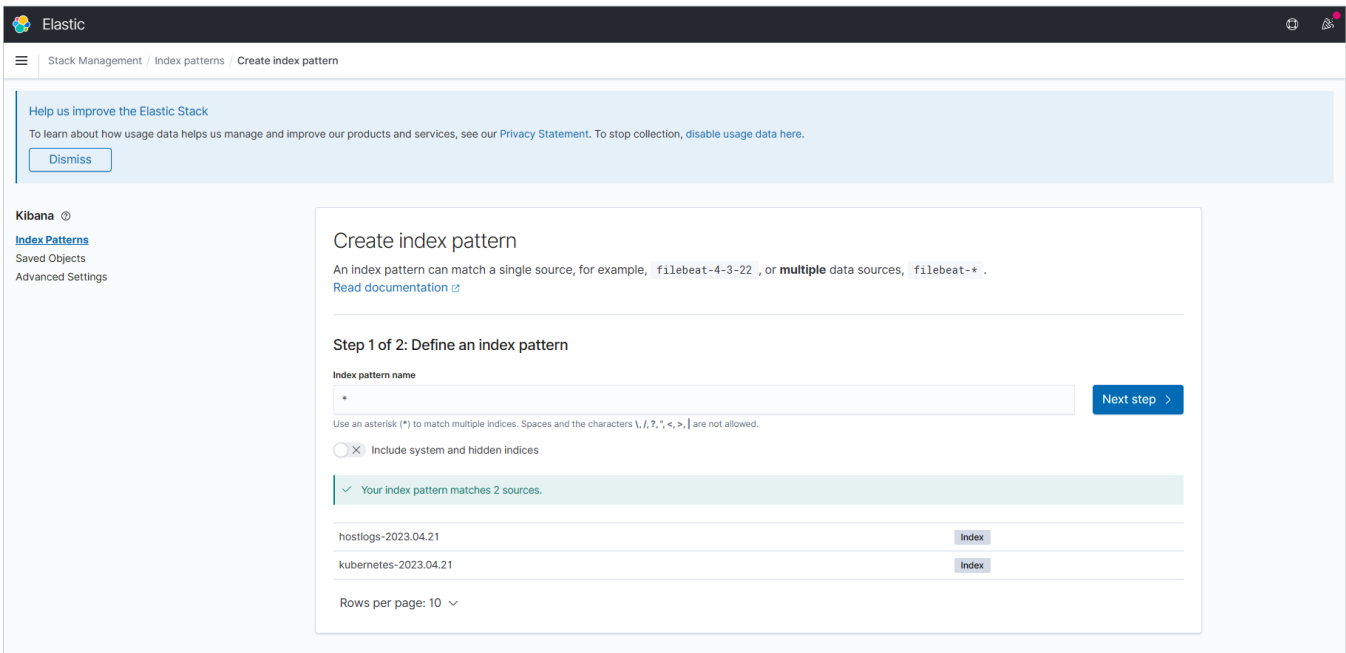 Elastic
Stack Management / Index patterns / Create index pattern
Help us improve the Elastic Stack
To learn about how usage data helps us manage and improve our products and services, see our Privacy Statement. To stop collection, disable usage data here.
Dismiss
Kibana
Index Patterns
Saved Objects
Advanced Settings
Create index pattern
An index pattern can match a single source, for example, filebeat-4-3-22 , or multiple data sources, filebeat-* .
Read documentation
Step 1 of 2: Define an index pattern
Index pattern name
*
Next step
Use an asterisk (*) to match multiple indices. Spaces and the characters \, /, ?, ", <, >, | are not allowed.
Include system and hidden indices
Your index pattern matches 2 sources.
hostlogs-2023.04.21 Index
kubernetes-2023.04.21 Index
Rows per page: 10